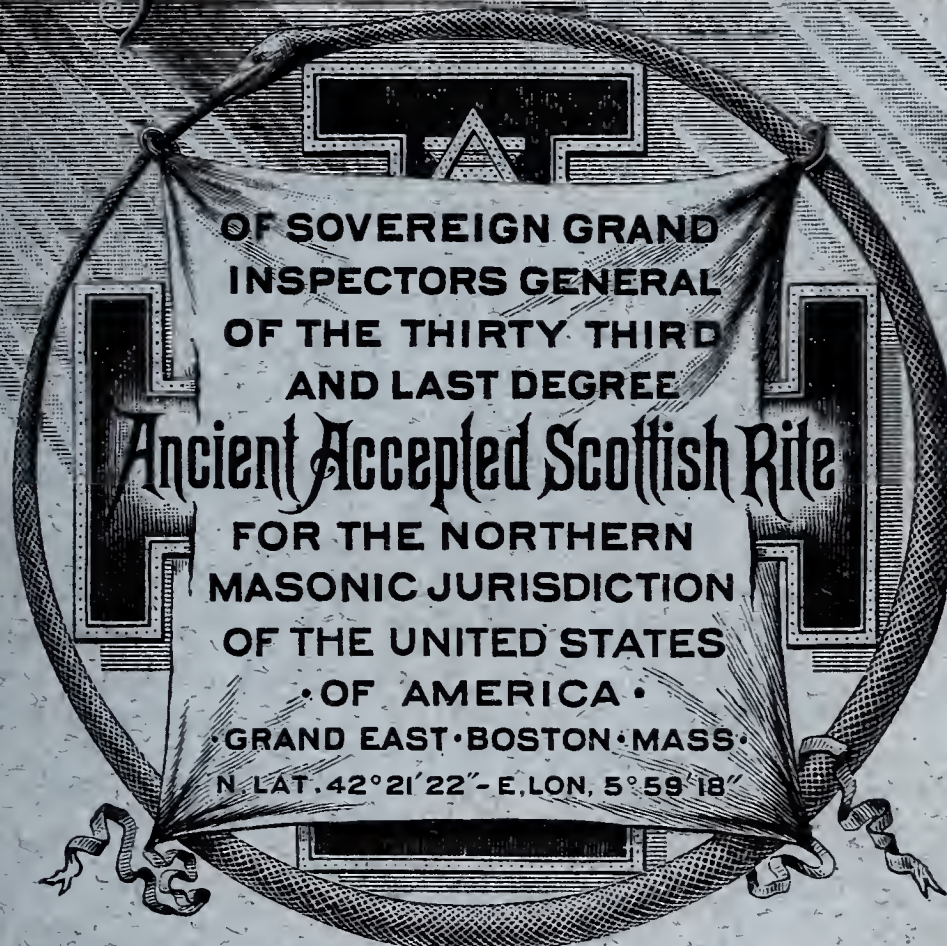 OF SOVEREIGN GRAND
INSPECTORS GENERAL
OF THE THIRTY THIRD
AND LAST DEGREE
Ancient Accepted Scottish Rite
FOR THE NORTHERN
MASONIC JURISDICTION
OF THE UNITED STATES
•OF AMERICA•
•GRAND EAST•BOSTON•MASS•
N. LAT. 42°21′22″-E. LON, 5°59′18″